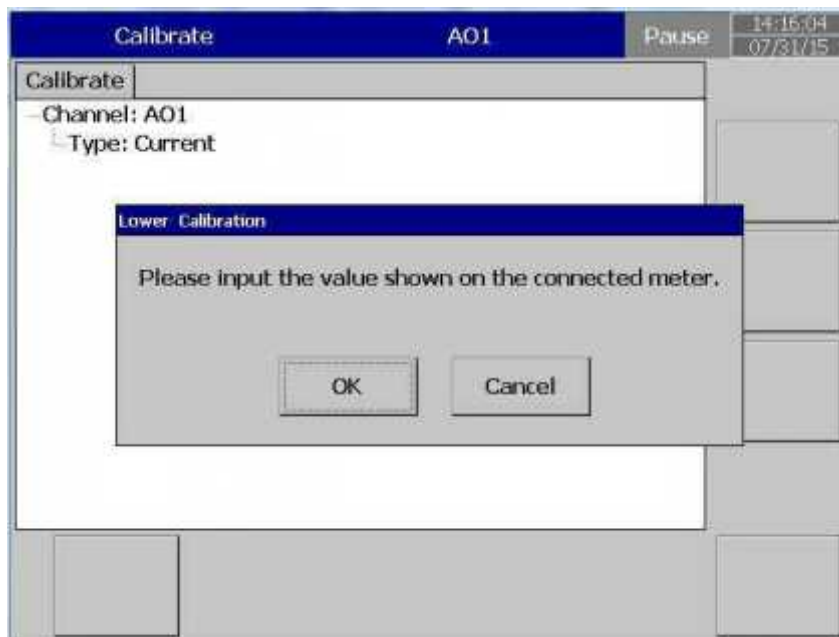 Calibrate AO1 Pause 14:16:04
07/31/15
Calibrate
Channel: AO1
Type: Current
Lower Calibration
Please input the value shown on the connected meter.
OK Cancel